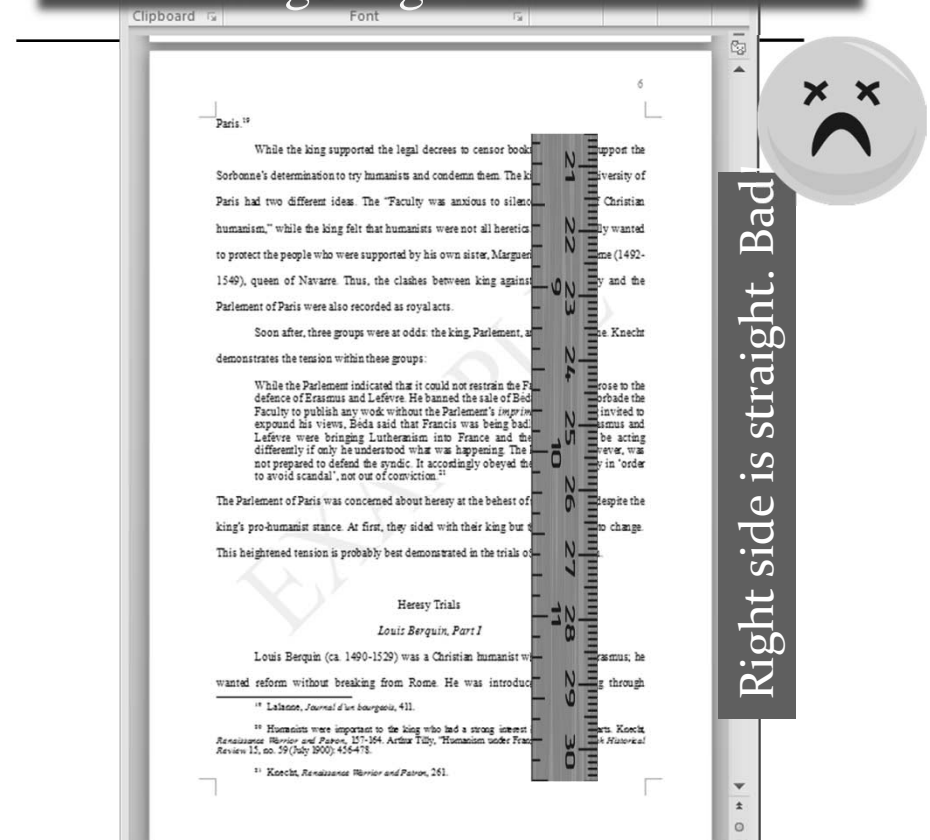 Clipboard
Font
6
Paris.¹⁹
While the king supported the legal decrees to censor upport the
Sorbonne's determination to try humanists and condemn them. The iversity of
Paris had two different ideas. The "Faculty was anxious to Christian
humanism," while the king felt that humanists were not all heretics. ly wanted
to protect the people who were supported by his own sister, me (1492-
1549), queen of Navarre. Thus, the clashes between king against y and the
Parlement of Paris were also recorded as royal acts.
Soon after, three groups were at odds: the king, Parlement, e. Knecht
demonstrates the tension within these groups:
While the Parlement indicated that it could not restrain the rose to the
defence of Erasmus and Lefèvre. He banned the sale of orbade the
Faculty to publish any work without the Parlement's imprim invited to
expound his views, Béda said that Francis was being asmus and
Lefèvre were bringing Lutheranism into France and the be acting
differently if only he understood what was happening. The wever, was
not prepared to defend the syndic. It accordingly obeyed the y in 'order
to avoid scandal', not out of conviction.²¹
The Parlement of Paris was concerned about heresy at the behest of despite the
king's pro-humanist stance. At first, they sided with their king but to change.
This heightened tension is probably best demonstrated in the trials of
Heresy Trials
Louis Berquin, Part I
Louis Berquin (ca. 1490-1529) was a Christian humanist rasmus; he
wanted reform without breaking from Rome. He was introduc g through
¹⁹ Lalanne, Journal d'un bourgeois, 411.
²⁰ Humanists were important to the king who had a strong interest arts. Knecht,
Renaissance Warrior and Patron, 157-164. Arthur Tilly, "Humanism under Historical
Review 15, no. 59 (July 1900): 456-478.
²¹ Knecht, Renaissance Warrior and Patron, 261.
EXAMPLE
21
22
9
23
24
25
10
26
27
11
28
29
30
Right side is straight. Bad!